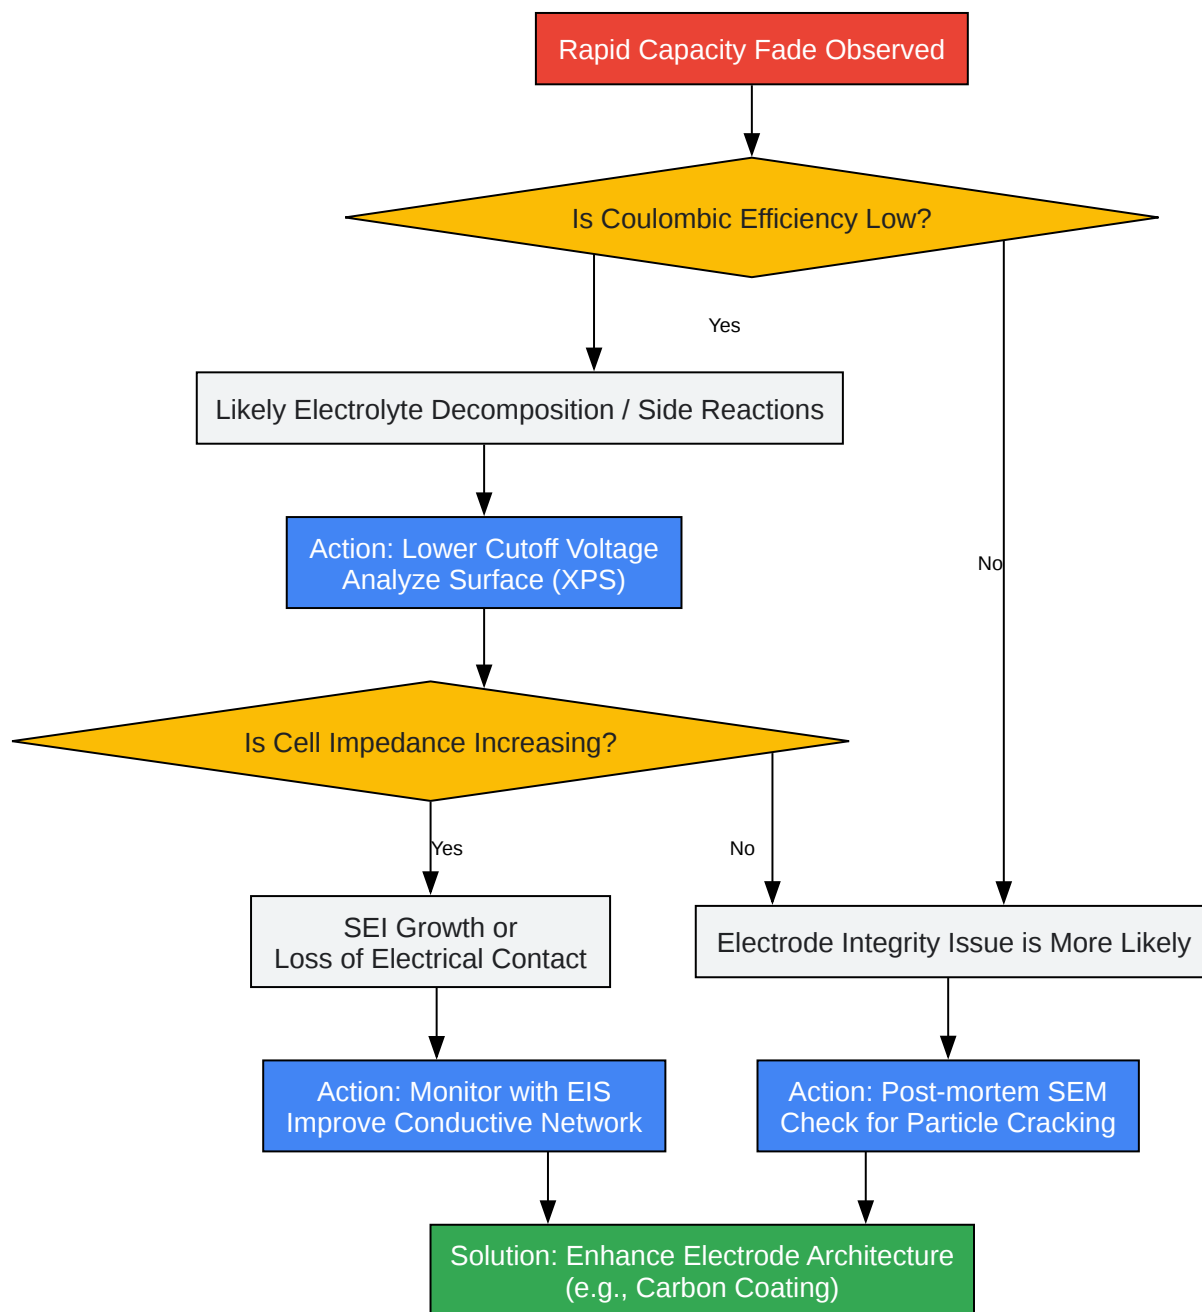 Rapid Capacity Fade Observed
Is Coulombic Efficiency Low?
Yes
Likely Electrolyte Decomposition / Side Reactions
Action: Lower Cutoff Voltage
Analyze Surface (XPS)
No
Is Cell Impedance Increasing?
Yes
No
SEI Growth or
Loss of Electrical Contact
Electrode Integrity Issue is More Likely
Action: Monitor with EIS
Improve Conductive Network
Action: Post-mortem SEM
Check for Particle Cracking
Solution: Enhance Electrode Architecture
(e.g., Carbon Coating)